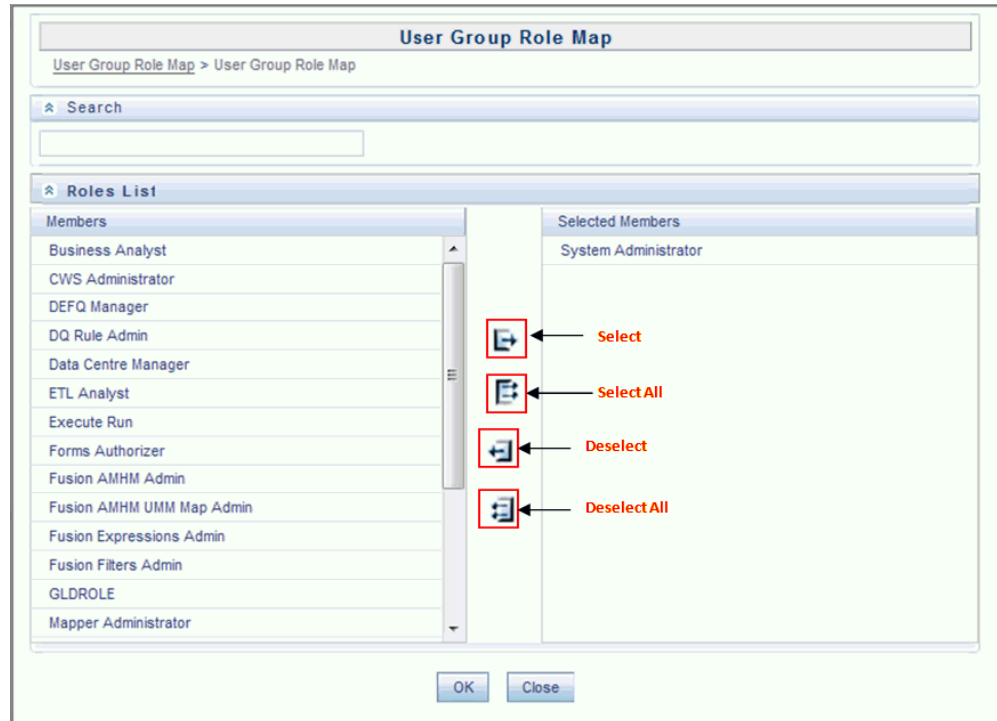 User Group Role Map
User Group Role Map > User Group Role Map
Search
Roles List
Members
Business Analyst
CWS Administrator
DEFQ Manager
DQ Rule Admin
Data Centre Manager
ETL Analyst
Execute Run
Forms Authorizer
Fusion AMHM Admin
Fusion AMHM UMM Map Admin
Fusion Expressions Admin
Fusion Filters Admin
GLDROLE
Mapper Administrator
Select
Select All
Deselect
Deselect All
Selected Members
System Administrator
OK
Close